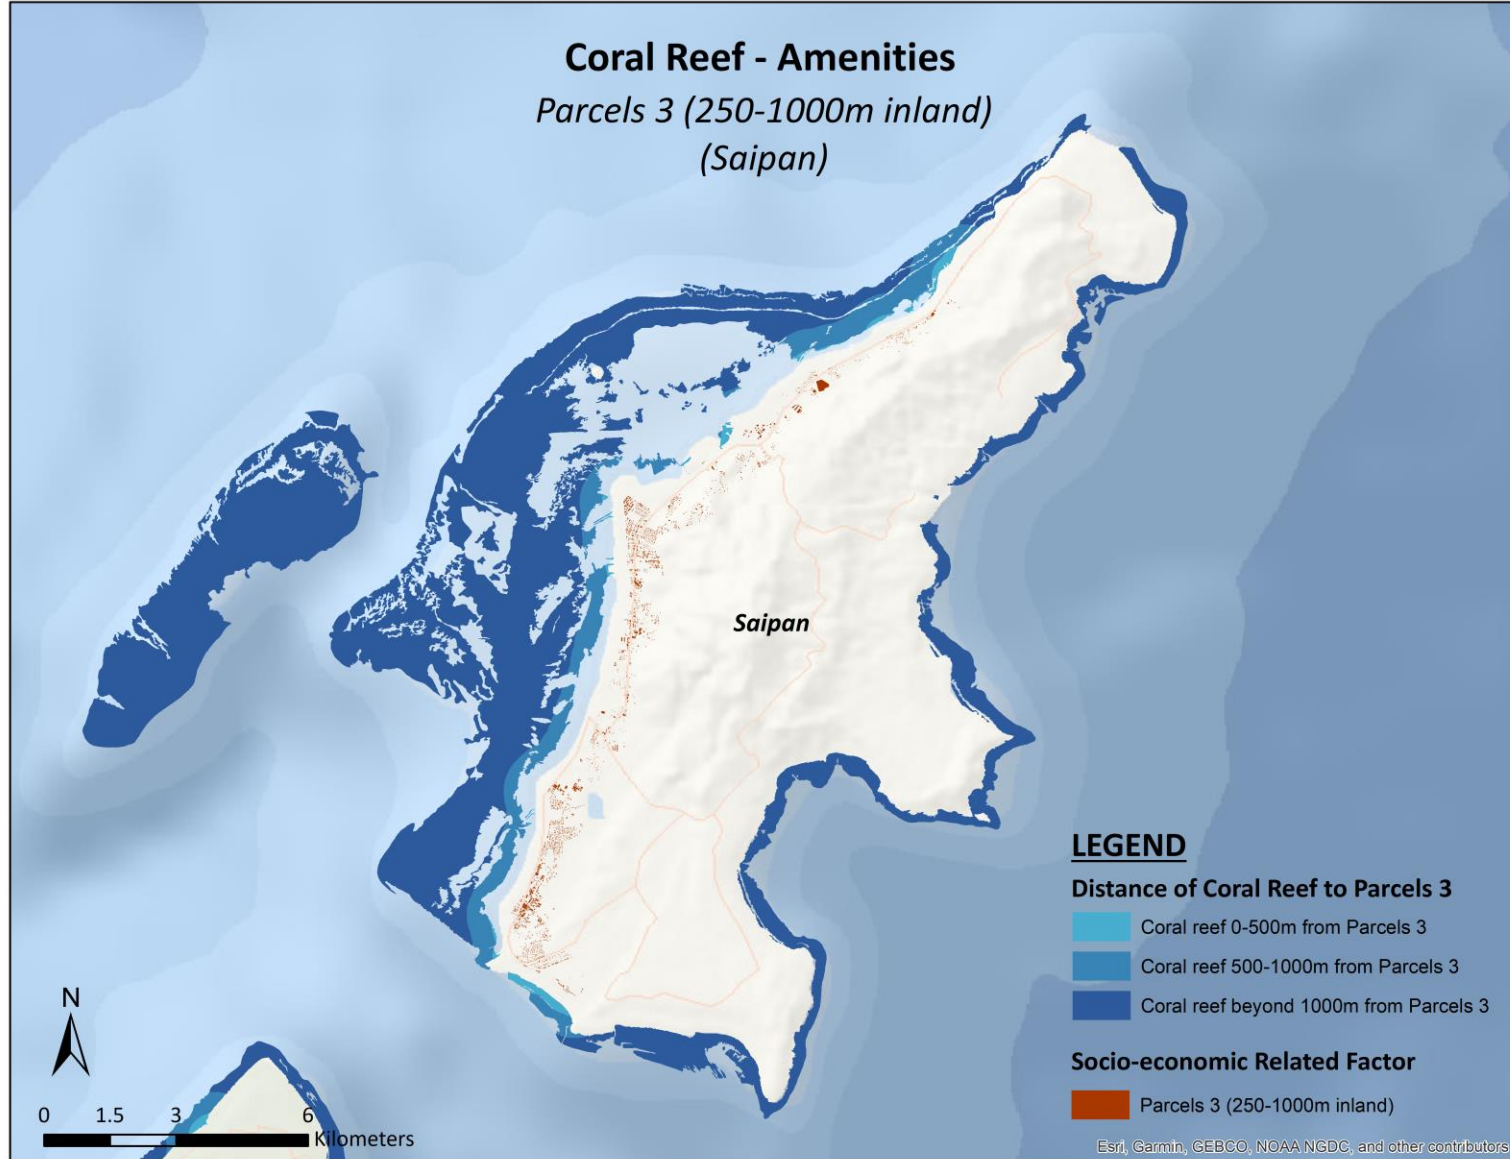 Coral Reef - Amenities
Parcels 3 (250-1000m inland)
(Saipan)
Saipan
LEGEND
Distance of Coral Reef to Parcels 3
Coral reef 0-500m from Parcels 3
Coral reef 500-1000m from Parcels 3
Coral reef beyond 1000m from Parcels 3
Socio-economic Related Factor
Parcels 3 (250-1000m inland)
N
0 1.5 3 6
Kilometers
Esri, Garmin, GEBCO, NOAA NGDC, and other contributors